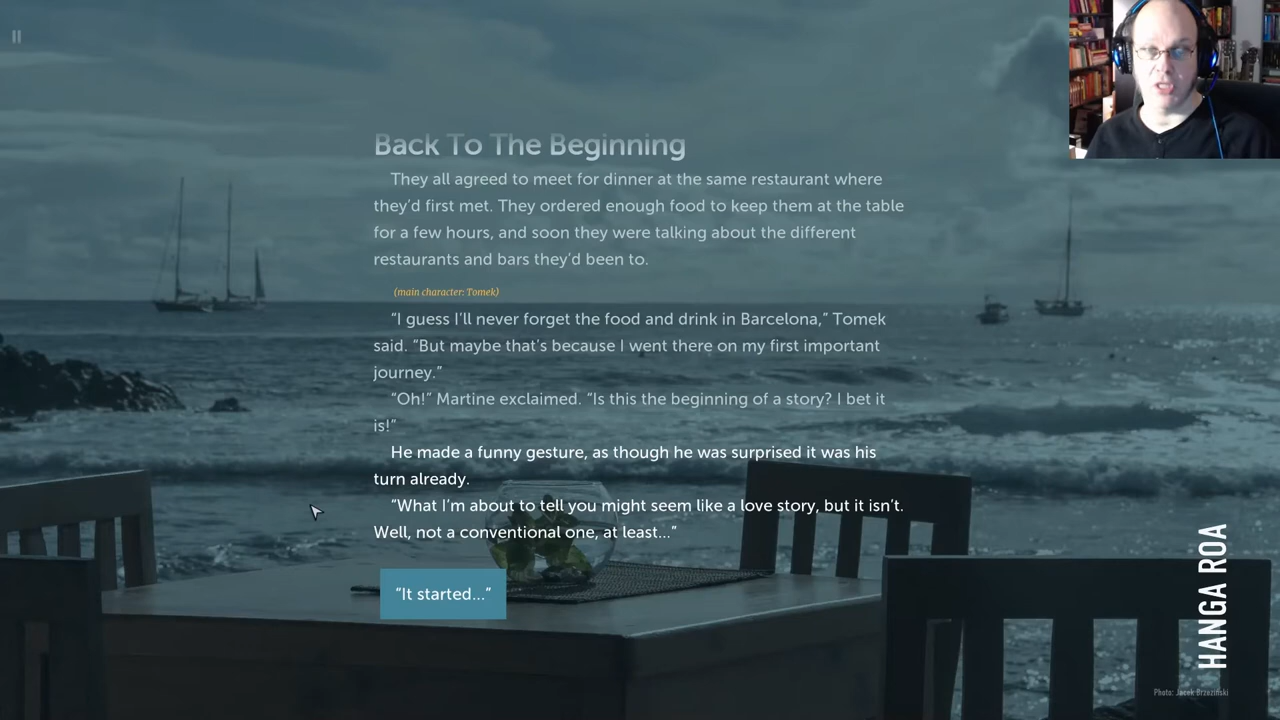 Back To The Beginning
They all agreed to meet for dinner at the same restaurant where
they’d first met. They ordered enough food to keep them at the table
for a few hours, and soon they were talking about the different
restaurants and bars they’d been to.
(main character: Tomek)
“I guess I’ll never forget the food and drink in Barcelona,” Tomek
said. “But maybe that’s because I went there on my first important
journey.”
“Oh!” Martine exclaimed. “Is this the beginning of a story? I bet it
is!”
He made a funny gesture, as though he was surprised it was his
turn already.
“What I’m about to tell you might seem like a love story, but it isn’t.
Well, not a conventional one, at least…”
“It started…”
HANGA ROA
Photo: Jacek Brzeziński